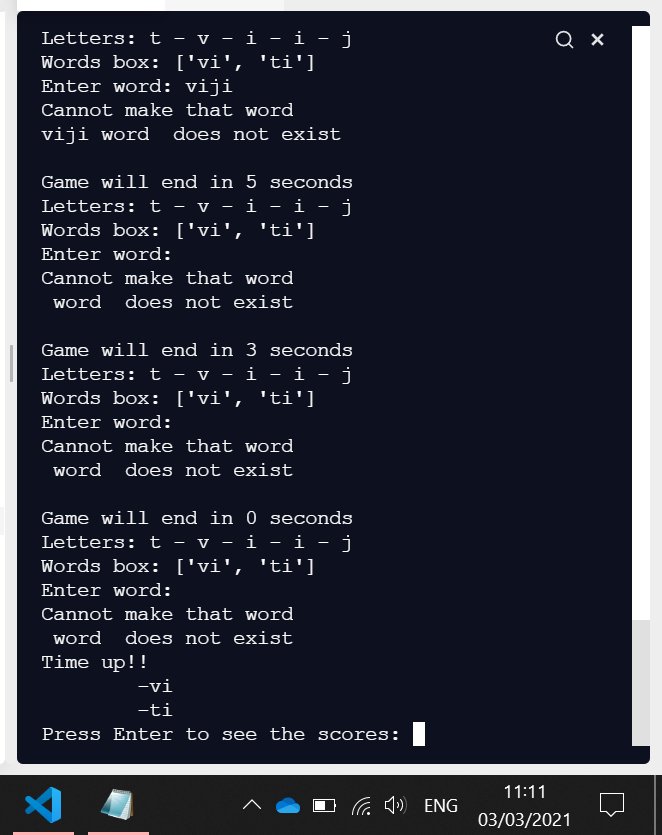 Letters: t - v - i - i - j
Words box: ['vi', 'ti']
Enter word: viji
Cannot make that word
viji word  does not exist

Game will end in 5 seconds
Letters: t - v - i - i - j
Words box: ['vi', 'ti']
Enter word:
Cannot make that word
 word  does not exist

Game will end in 3 seconds
Letters: t - v - i - i - j
Words box: ['vi', 'ti']
Enter word:
Cannot make that word
 word  does not exist

Game will end in 0 seconds
Letters: t - v - i - i - j
Words box: ['vi', 'ti']
Enter word:
Cannot make that word
 word  does not exist
Time up!!
        -vi
        -ti
Press Enter to see the scores:
ENG
11:11
03/03/2021